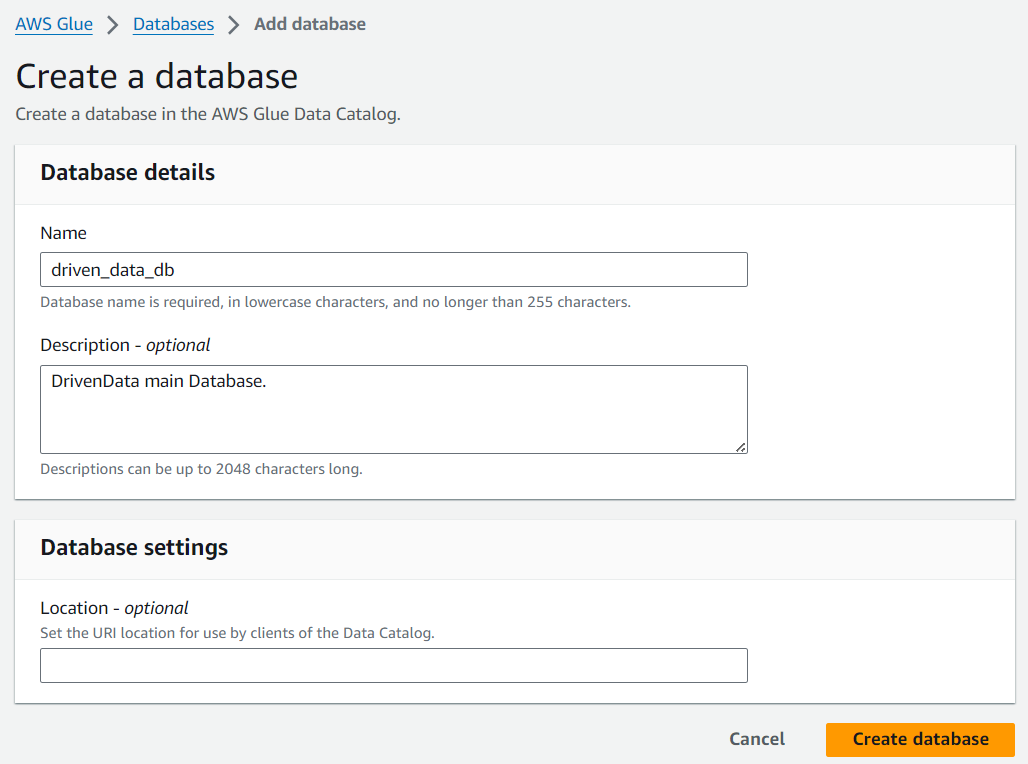 AWS Glue > Databases > Add database
Create a database
Create a database in the AWS Glue Data Catalog.
Database details
Name
driven_data_db
Database name is required, in lowercase characters, and no longer than 255 characters.
Description - optional
DrivenData main Database.
Descriptions can be up to 2048 characters long.
Database settings
Location - optional
Set the URI location for use by clients of the Data Catalog.
Cancel Create database